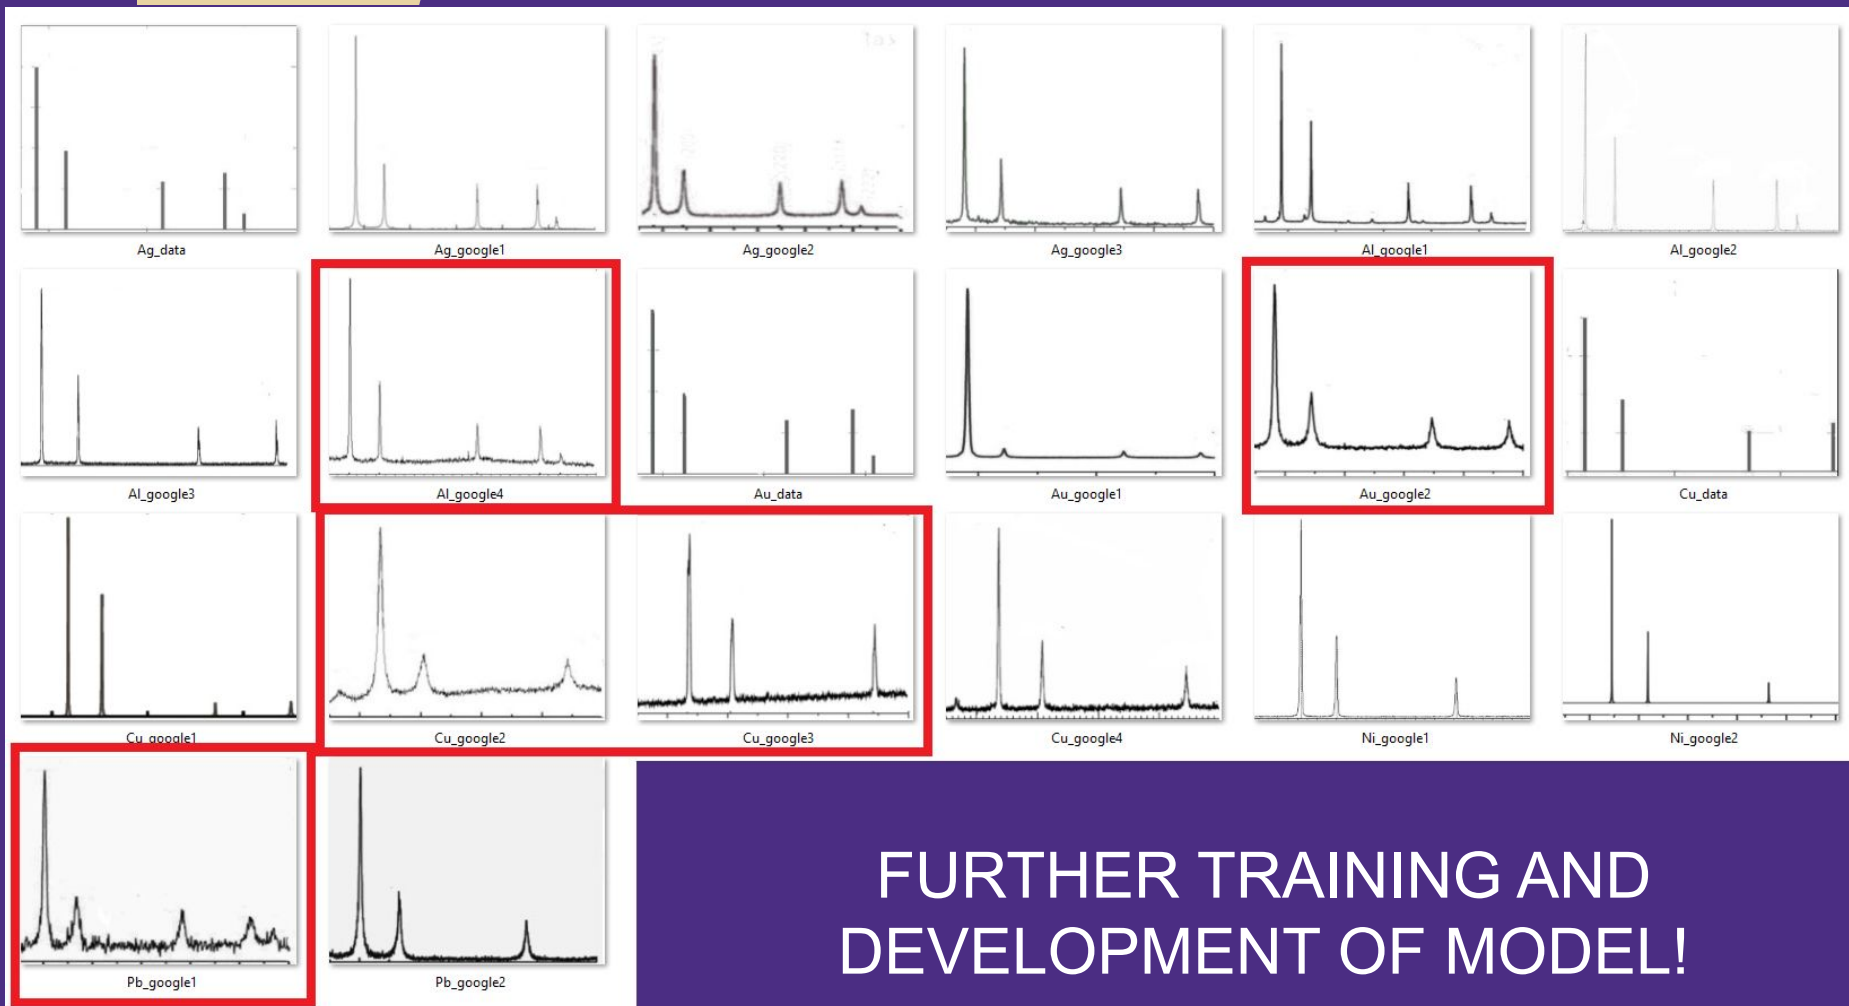 Ag_data
Ag_google1
Ag_google2
Ag_google3
Al_google1
Al_google2
Al_google3
Al_google4
Au_data
Au_google1
Au_google2
Cu_data
Cu_google1
Cu_google2
Cu_google3
Cu_google4
Ni_google1
Ni_google2
Pb_google1
Pb_google2
FURTHER TRAINING AND
DEVELOPMENT OF MODEL!